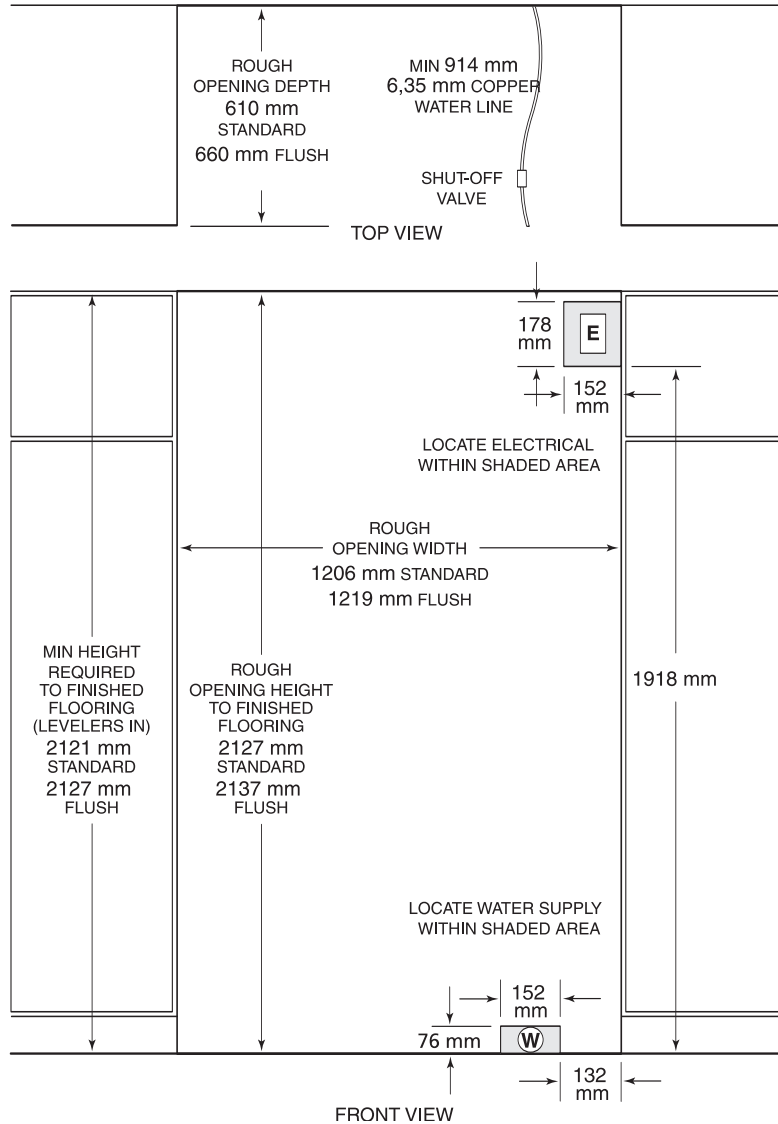 ROUGH
OPENING DEPTH
610 mm
STANDARD
660 mm FLUSH
MIN 914 mm
6,35 mm COPPER
WATER LINE
SHUT-OFF
VALVE
TOP VIEW
178
mm
E
152
mm
LOCATE ELECTRICAL
WITHIN SHADED AREA
ROUGH
OPENING WIDTH
1206 mm STANDARD
1219 mm FLUSH
MIN HEIGHT
REQUIRED
TO FINISHED
FLOORING
(LEVELERS IN)
2121 mm
STANDARD
2127 mm
FLUSH
ROUGH
OPENING HEIGHT
TO FINISHED
FLOORING
2127 mm
STANDARD
2137 mm
FLUSH
1918 mm
LOCATE WATER SUPPLY
WITHIN SHADED AREA
152
mm
76 mm
W
132
mm
FRONT VIEW